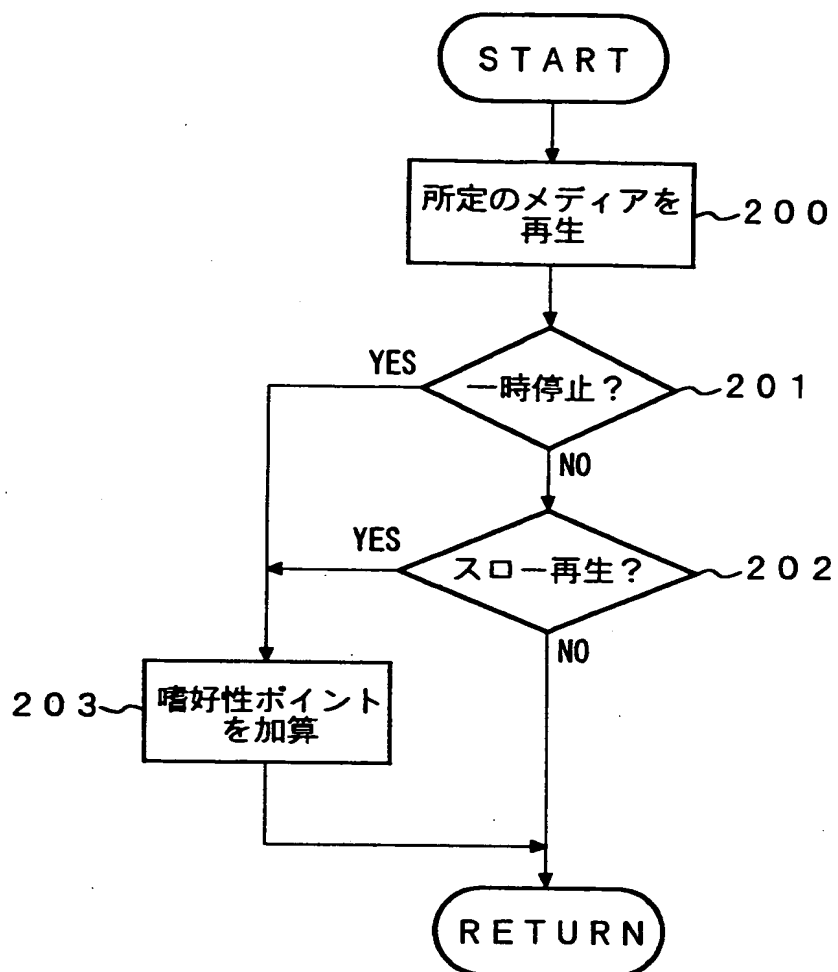 START
所定のメディアを
再生
200
YES
一時停止?
201
NO
YES
スロー再生?
202
NO
203
嗜好性ポイント
を加算
RETURN